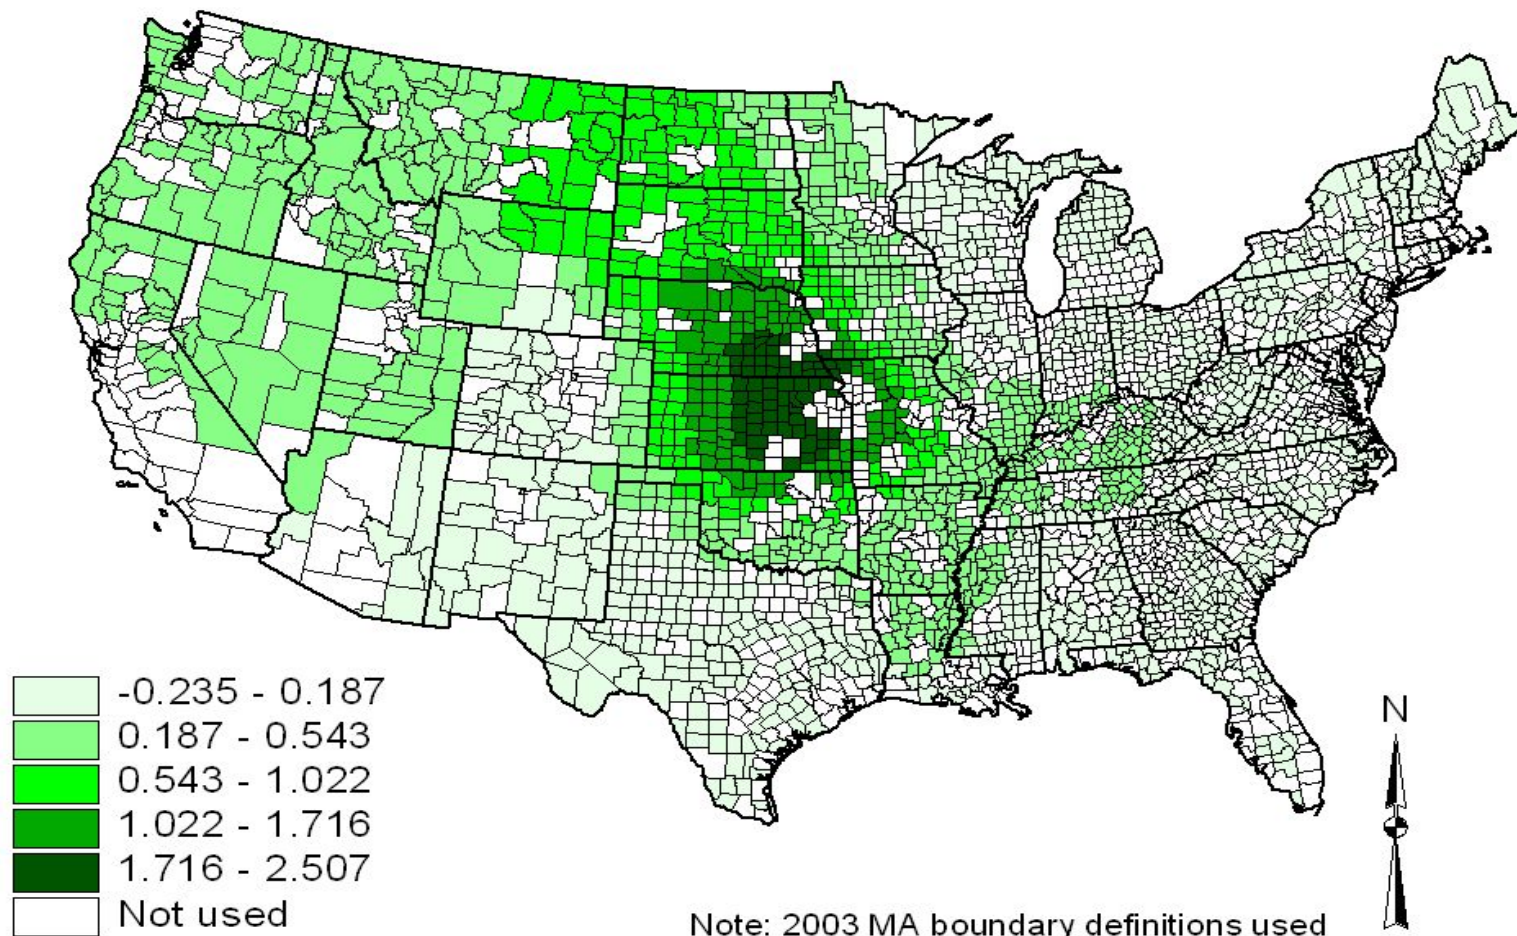 -0.235 - 0.187
0.187 - 0.543
0.543 - 1.022
1.022 - 1.716
1.716 - 2.507
Not used
N
Note: 2003 MA boundary definitions used